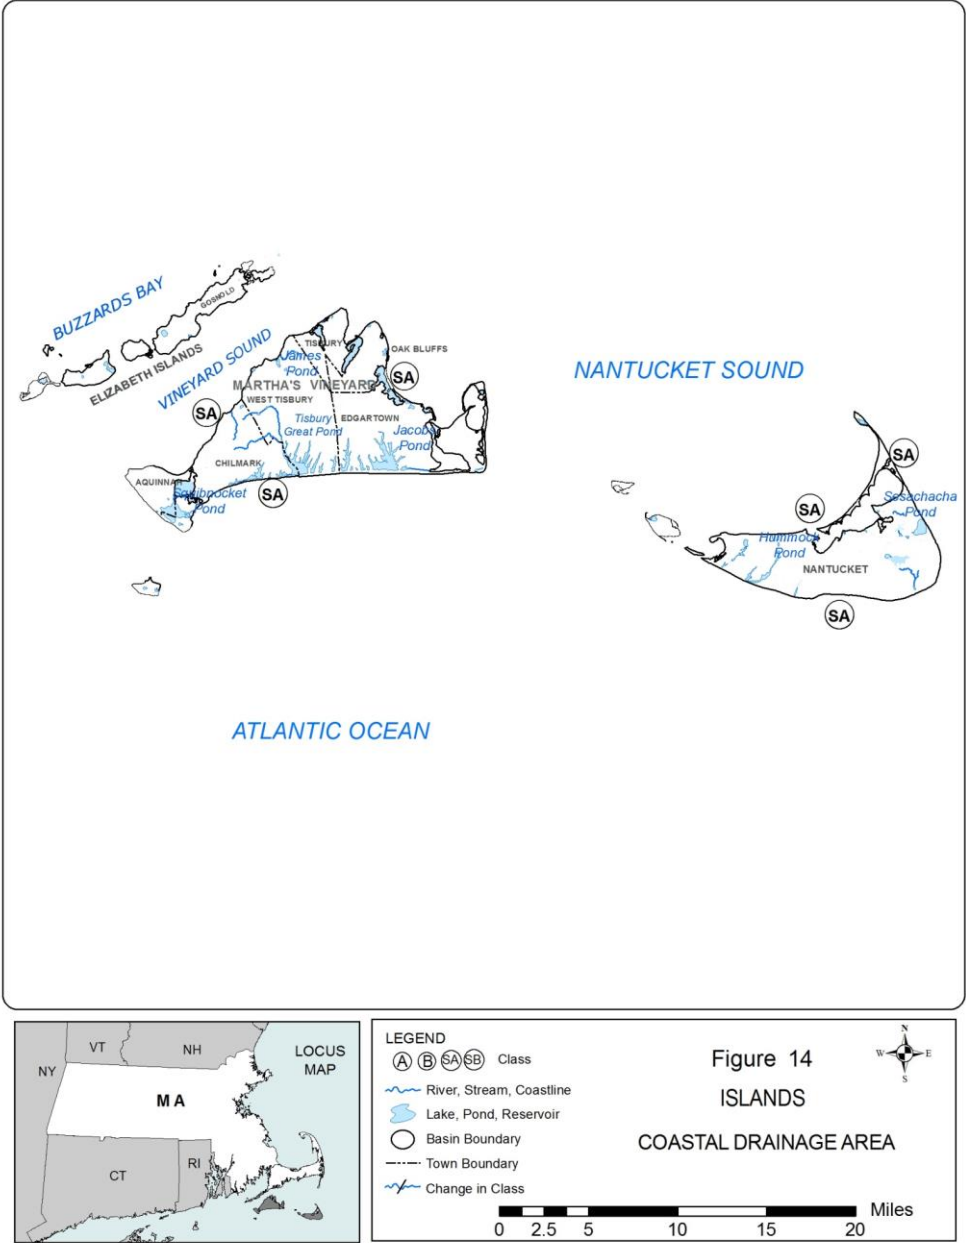 BUZZARDS BAY
GOSNOLD
ELIZABETH ISLANDS
VINEYARD SOUND
TISBURY
James
Pond
OAK BLUFFS
MARTHA'S VINEYARD
SA
WEST TISBURY
SA
Tisbury
Great Pond
EDGARTOWN
Jacobs
Pond
CHILMARK
AQUINNAH
Squibnocket
Pond
SA
NANTUCKET SOUND
SA
Sesachacha
Pond
SA
Hummock
Pond
NANTUCKET
SA
ATLANTIC OCEAN
NY
VT
NH
LOCUS
MAP
MA
CT
RI
LEGEND
A B SA SB Class
River, Stream, Coastline
Lake, Pond, Reservoir
Basin Boundary
Town Boundary
Change in Class
Figure 14
ISLANDS
COASTAL DRAINAGE AREA
N
W E
S
Miles
0 2.5 5 10 15 20